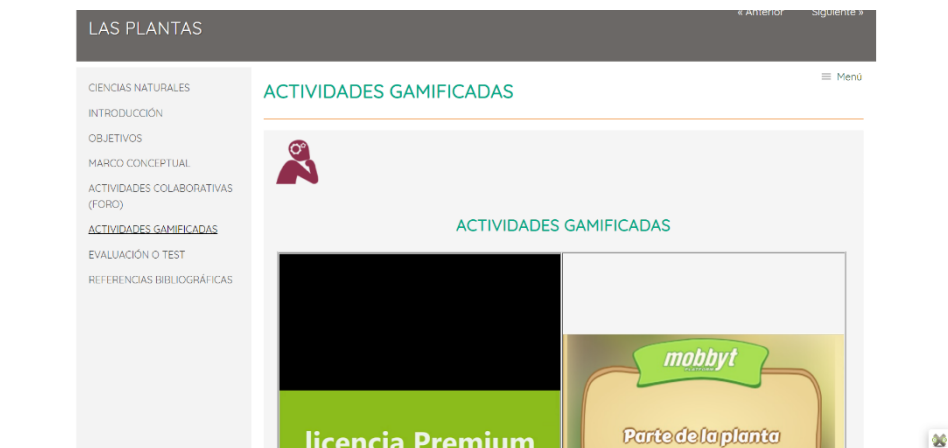 « Anterior Siguiente »
LAS PLANTAS
Menú
CIENCIAS NATURALES
INTRODUCCIÓN
OBJETIVOS
MARCO CONCEPTUAL
ACTIVIDADES COLABORATIVAS
(FORO)
ACTIVIDADES GAMIFICADAS
EVALUACIÓN O TEST
REFERENCIAS BIBLIOGRÁFICAS
ACTIVIDADES GAMIFICADAS
ACTIVIDADES GAMIFICADAS
licencia Premium
mobbyt
Parte de la planta